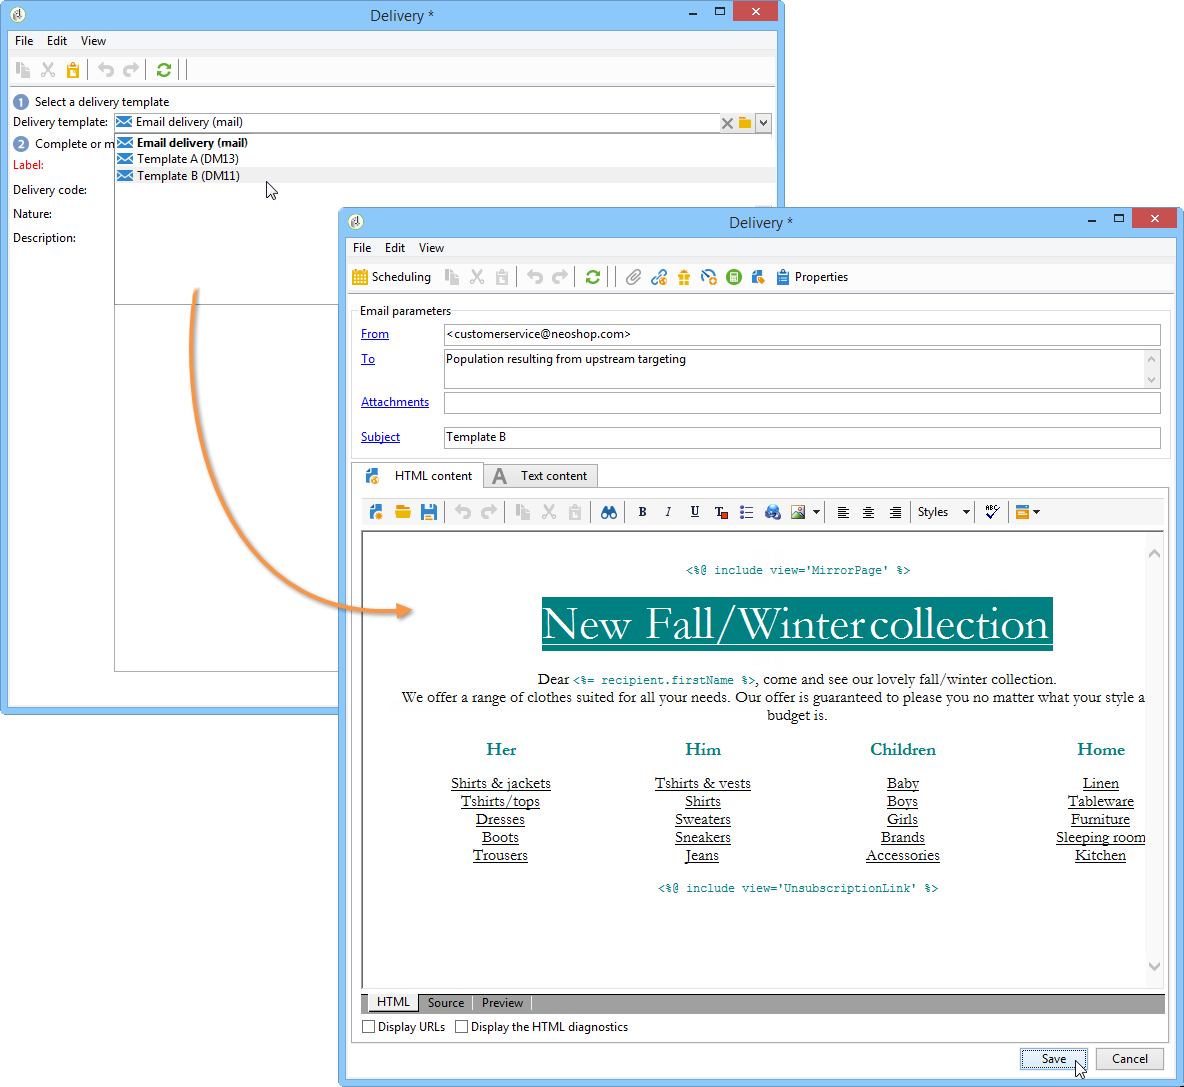 Delivery *
File Edit View
1 Select a delivery template
Delivery template: Email delivery (mail)
2 Complete or m
Email delivery (mail)
Template A (DM13)
Template B (DM11)
Label:
Delivery code:
Nature:
Description:
Delivery *
File Edit View
Scheduling Properties
Email parameters
From <customerservice@neoshop.com>
To Population resulting from upstream targeting
Attachments
Subject Template B
HTML content A Text content
B I U T Styles ABC
<%@ include view='MirrorPage' %>
New Fall/Winter collection
Dear <%= recipient.firstName %>, come and see our lovely fall/winter collection.
We offer a range of clothes suited for all your needs. Our offer is guaranteed to please you no matter what your style a
budget is.
Her Him Children Home
Shirts & jackets Tshirts & vests Baby Linen
Tshirts/tops Shirts Boys Tableware
Dresses Sweaters Girls Furniture
Boots Sneakers Brands Sleeping room
Trousers Jeans Accessories Kitchen
<%@ include view='UnsubscriptionLink' %>
HTML Source Preview
Display URLs Display the HTML diagnostics
Save Cancel